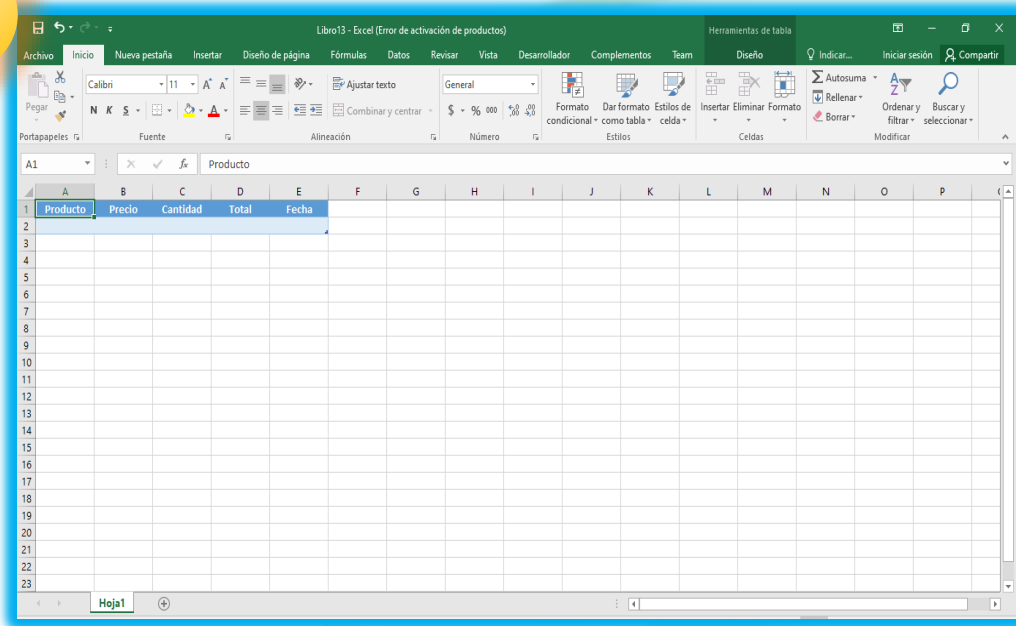 Libro13 - Excel (Error de activación de productos)
Herramientas de tabla
Archivo Inicio Nueva pestaña Insertar Diseño de página Fórmulas Datos Revisar Vista Desarrollador Complementos Team Diseño Indicar... Iniciar sesión Compartir
Pegar
Calibri 11
N K S
A A
A
Ajustar texto
Combinar y centrar
General
$ % 000
Formato condicional
Dar formato como tabla
Estilos de celda
Insertar Eliminar Formato
Autosuma
Rellenar
Borrar
Ordenar y filtrar
Buscar y seleccionar
Portapapeles Fuente Alineación Número Estilos Celdas Modificar
A1 fx Producto
A B C D E F G H I J K L M N O P
1 Producto Precio Cantidad Total Fecha
2
3
4
5
6
7
8
9
10
11
12
13
14
15
16
17
18
19
20
21
22
23
Hoja1